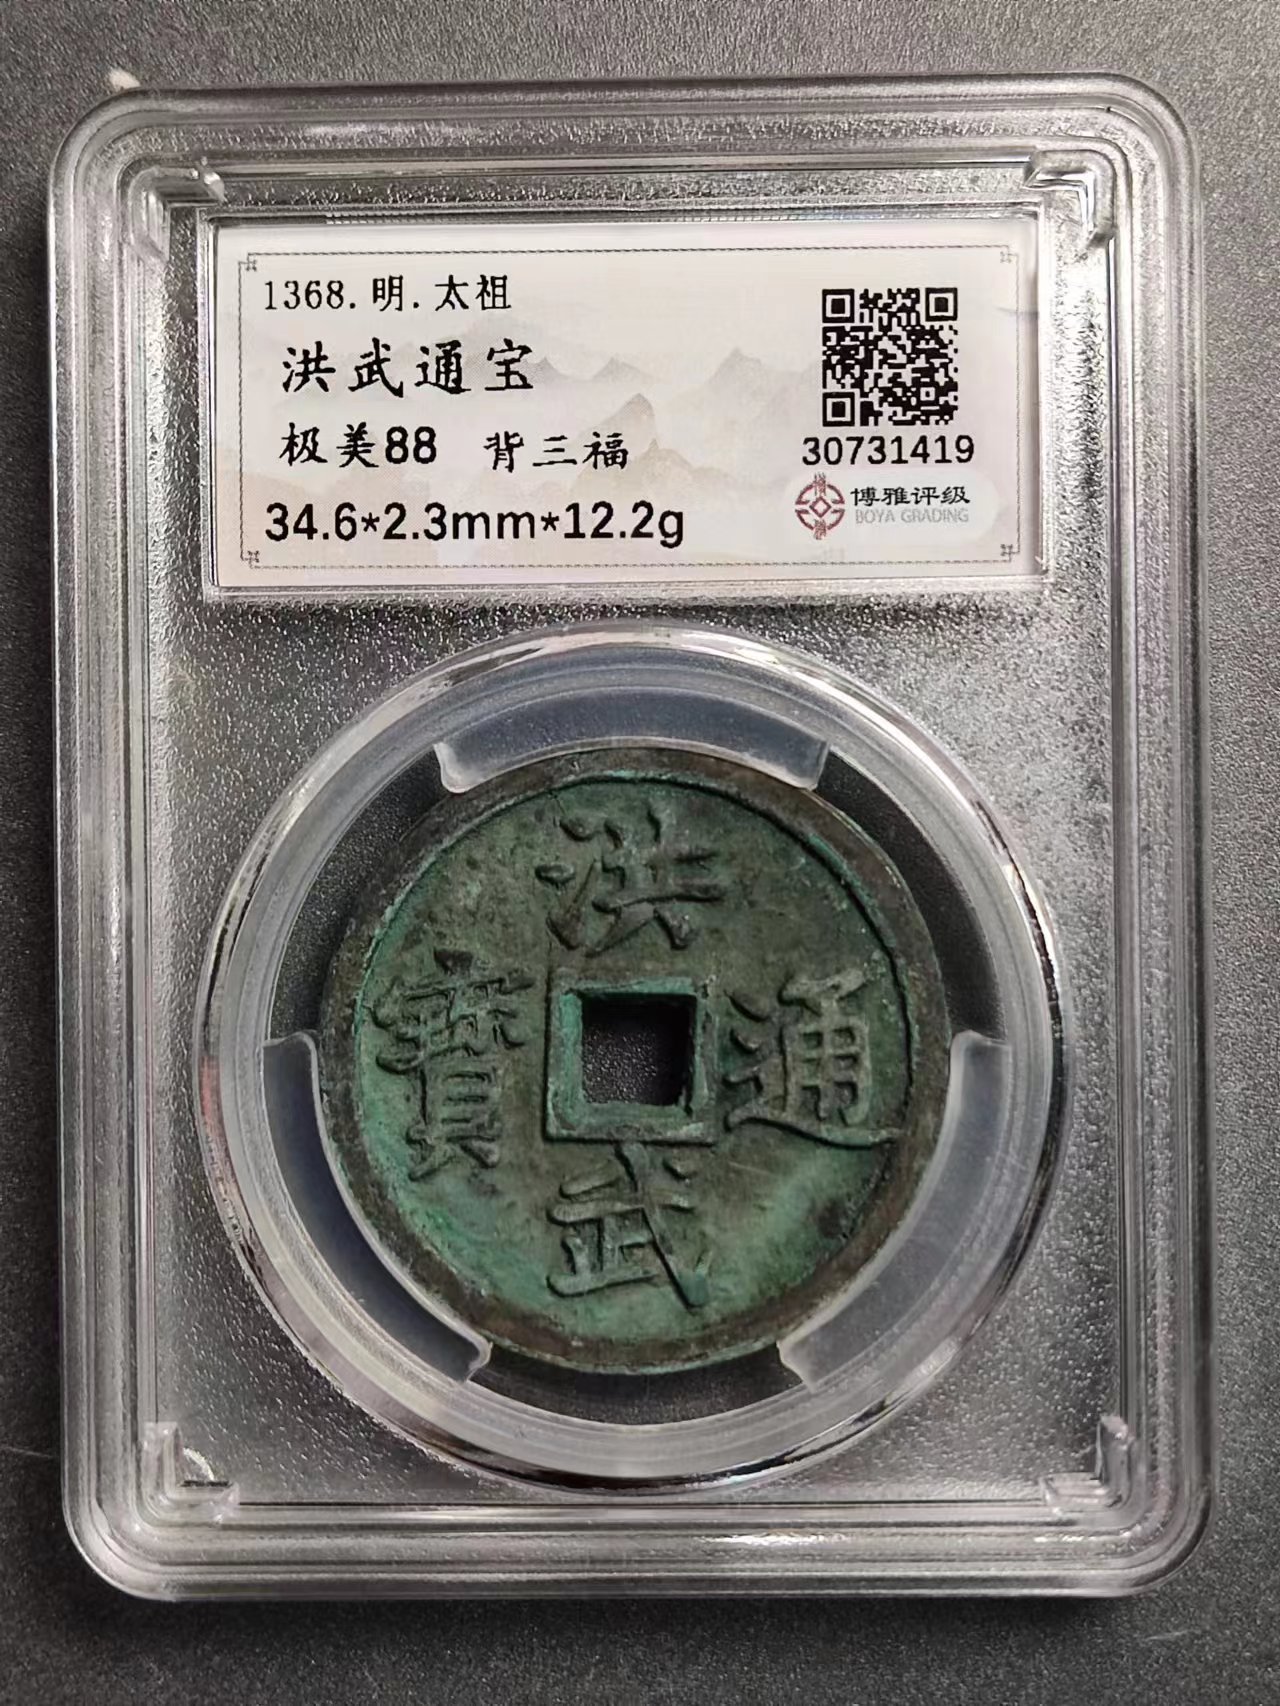 1368.明.太祖
洪武通宝
极美88 背三福
34.6*2.3mm*12.2g
30731419
博雅评级
BOYA GRADING
洪
武
通
寶